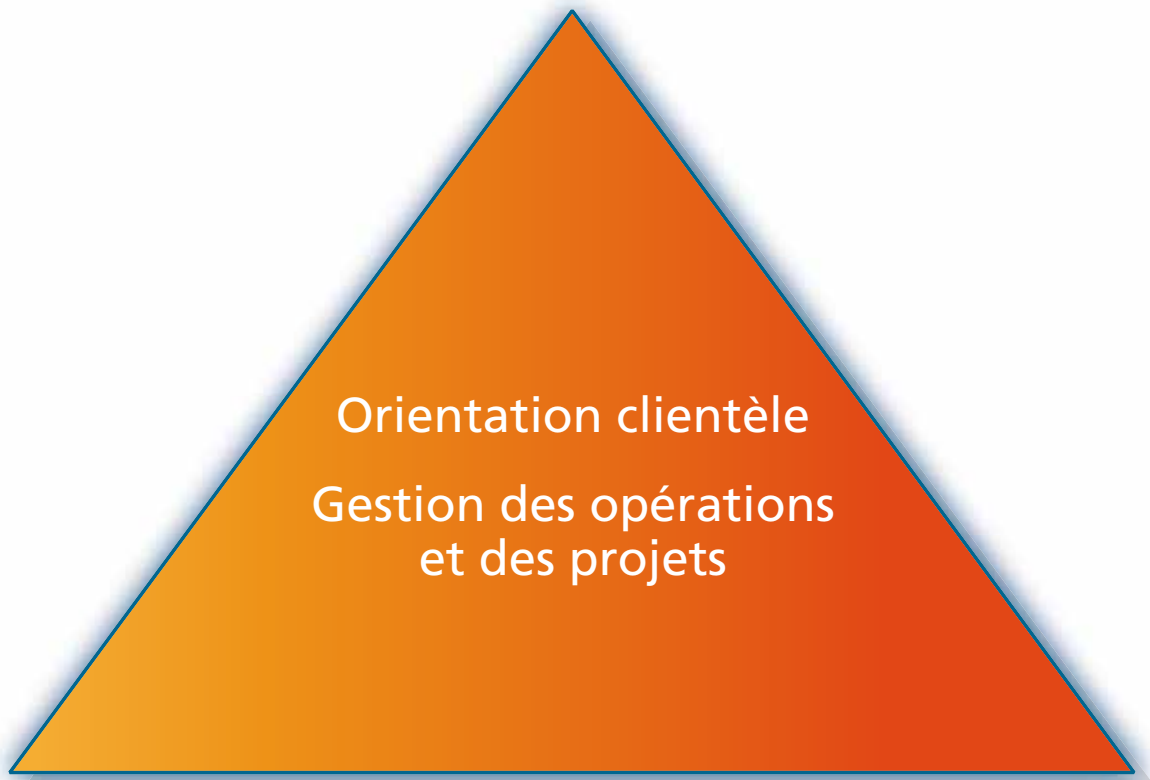 Orientation clientèle
Gestion des opérations
et des projets